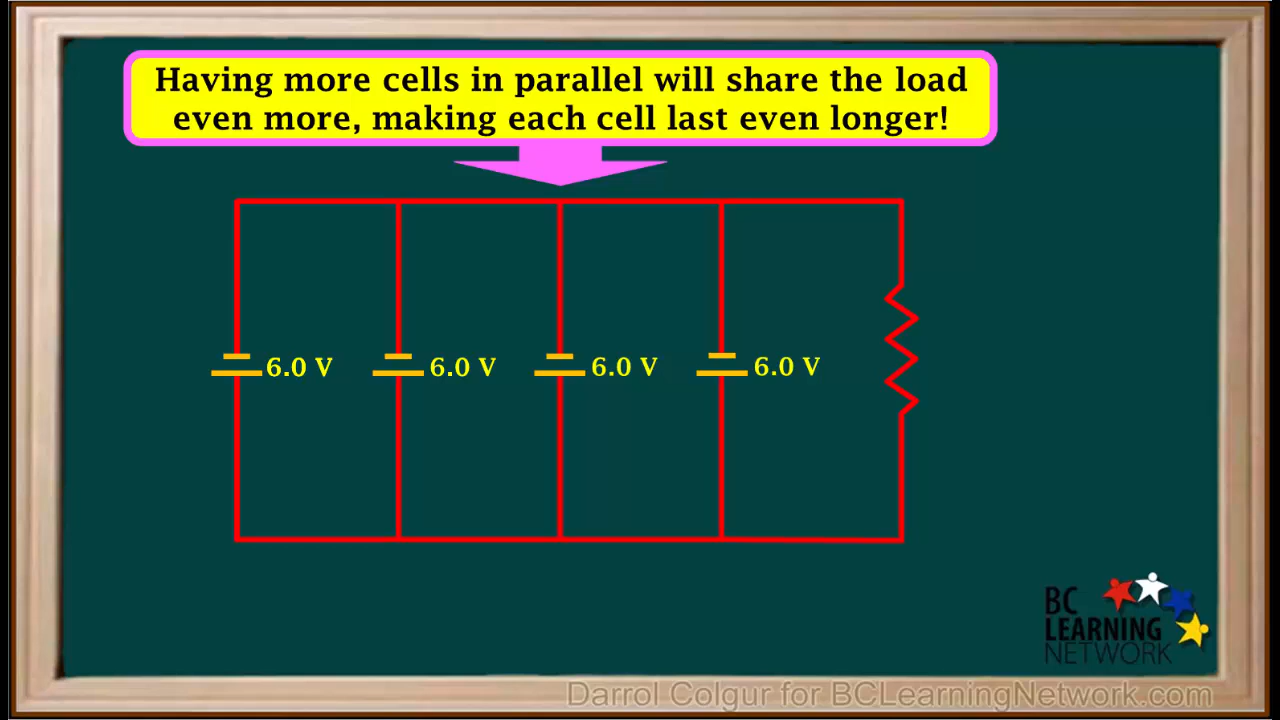 Having more cells in parallel will share the load
even more, making each cell last even longer!
6.0 V 6.0 V 6.0 V 6.0 V
BC
LEARNING
NETWORK
Darrol Colgur for BCLearningNetwork.com